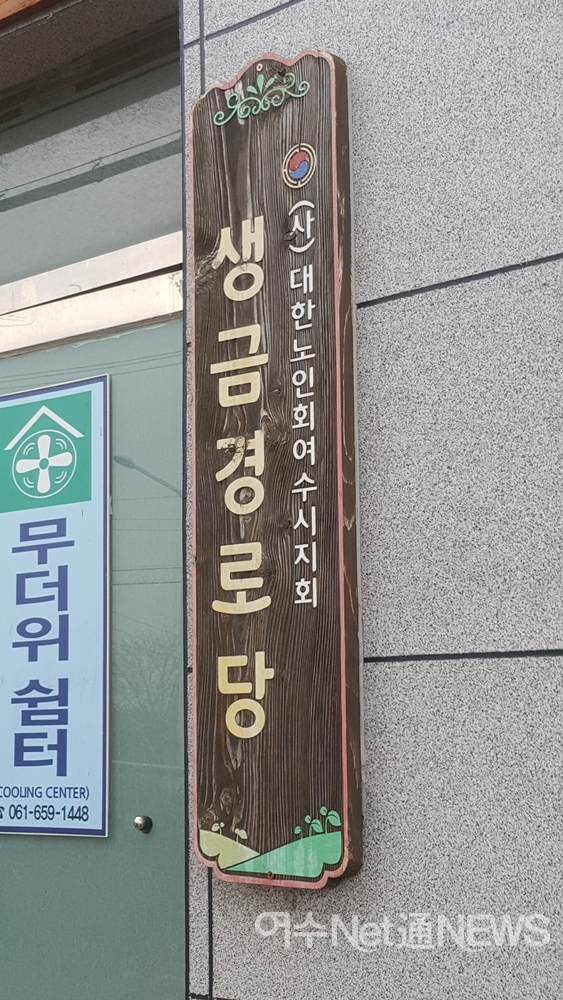 (사)대한노인회여수시지회
생금경로당
무더위 쉼터
(COOLING CENTER)
☎ 061-659-1448
여수Net通NEWS